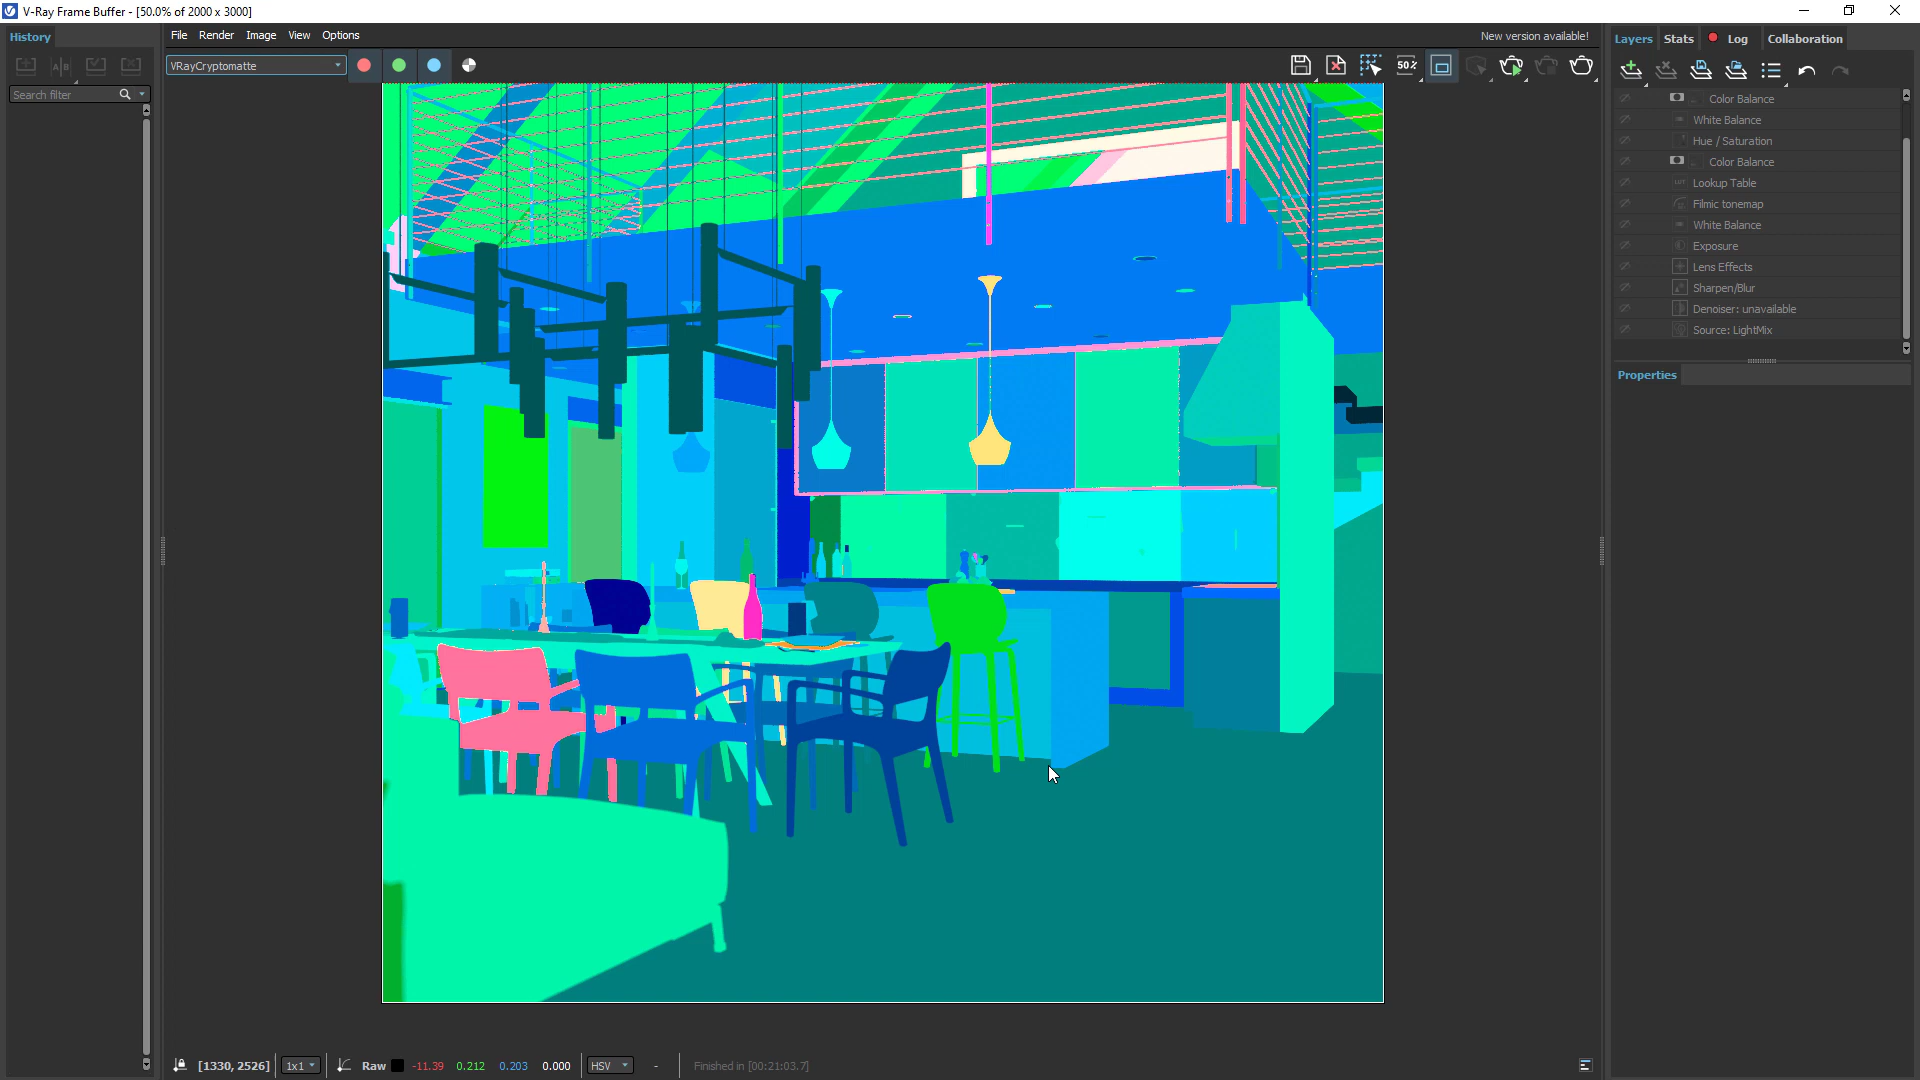 V-Ray Frame Buffer - [50.0% of 2000 x 3000]
History
File Render Image View Options
New version available!
Layers Stats Log Collaboration
VRayCryptomatte
50%
Search filter
Color Balance
White Balance
Hue / Saturation
Color Balance
LUT Lookup Table
Filmic tonemap
White Balance
Exposure
Lens Effects
Sharpen/Blur
Denoiser: unavailable
Source: LightMix
Properties
[1330, 2526] 1x1 Raw -11.39 0.212 0.203 0.000 HSV - Finished in [00:21:03.7]